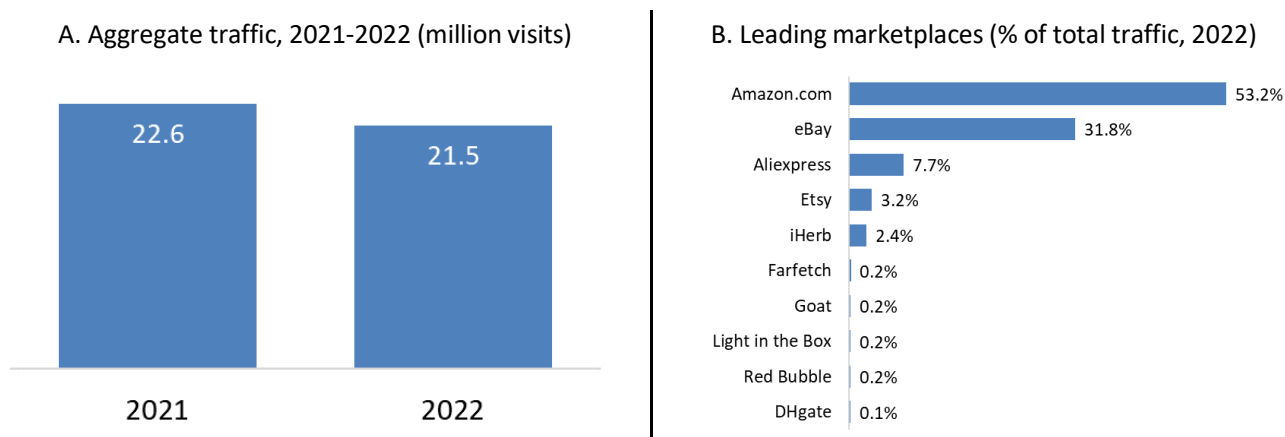 A. Aggregate traffic, 2021-2022 (million visits)
22.6
21.5
2021
2022
B. Leading marketplaces (% of total traffic, 2022)
Amazon.com 53.2%
eBay 31.8%
Aliexpress 7.7%
Etsy 3.2%
iHerb 2.4%
Farfetch 0.2%
Goat 0.2%
Light in the Box 0.2%
Red Bubble 0.2%
DHgate 0.1%